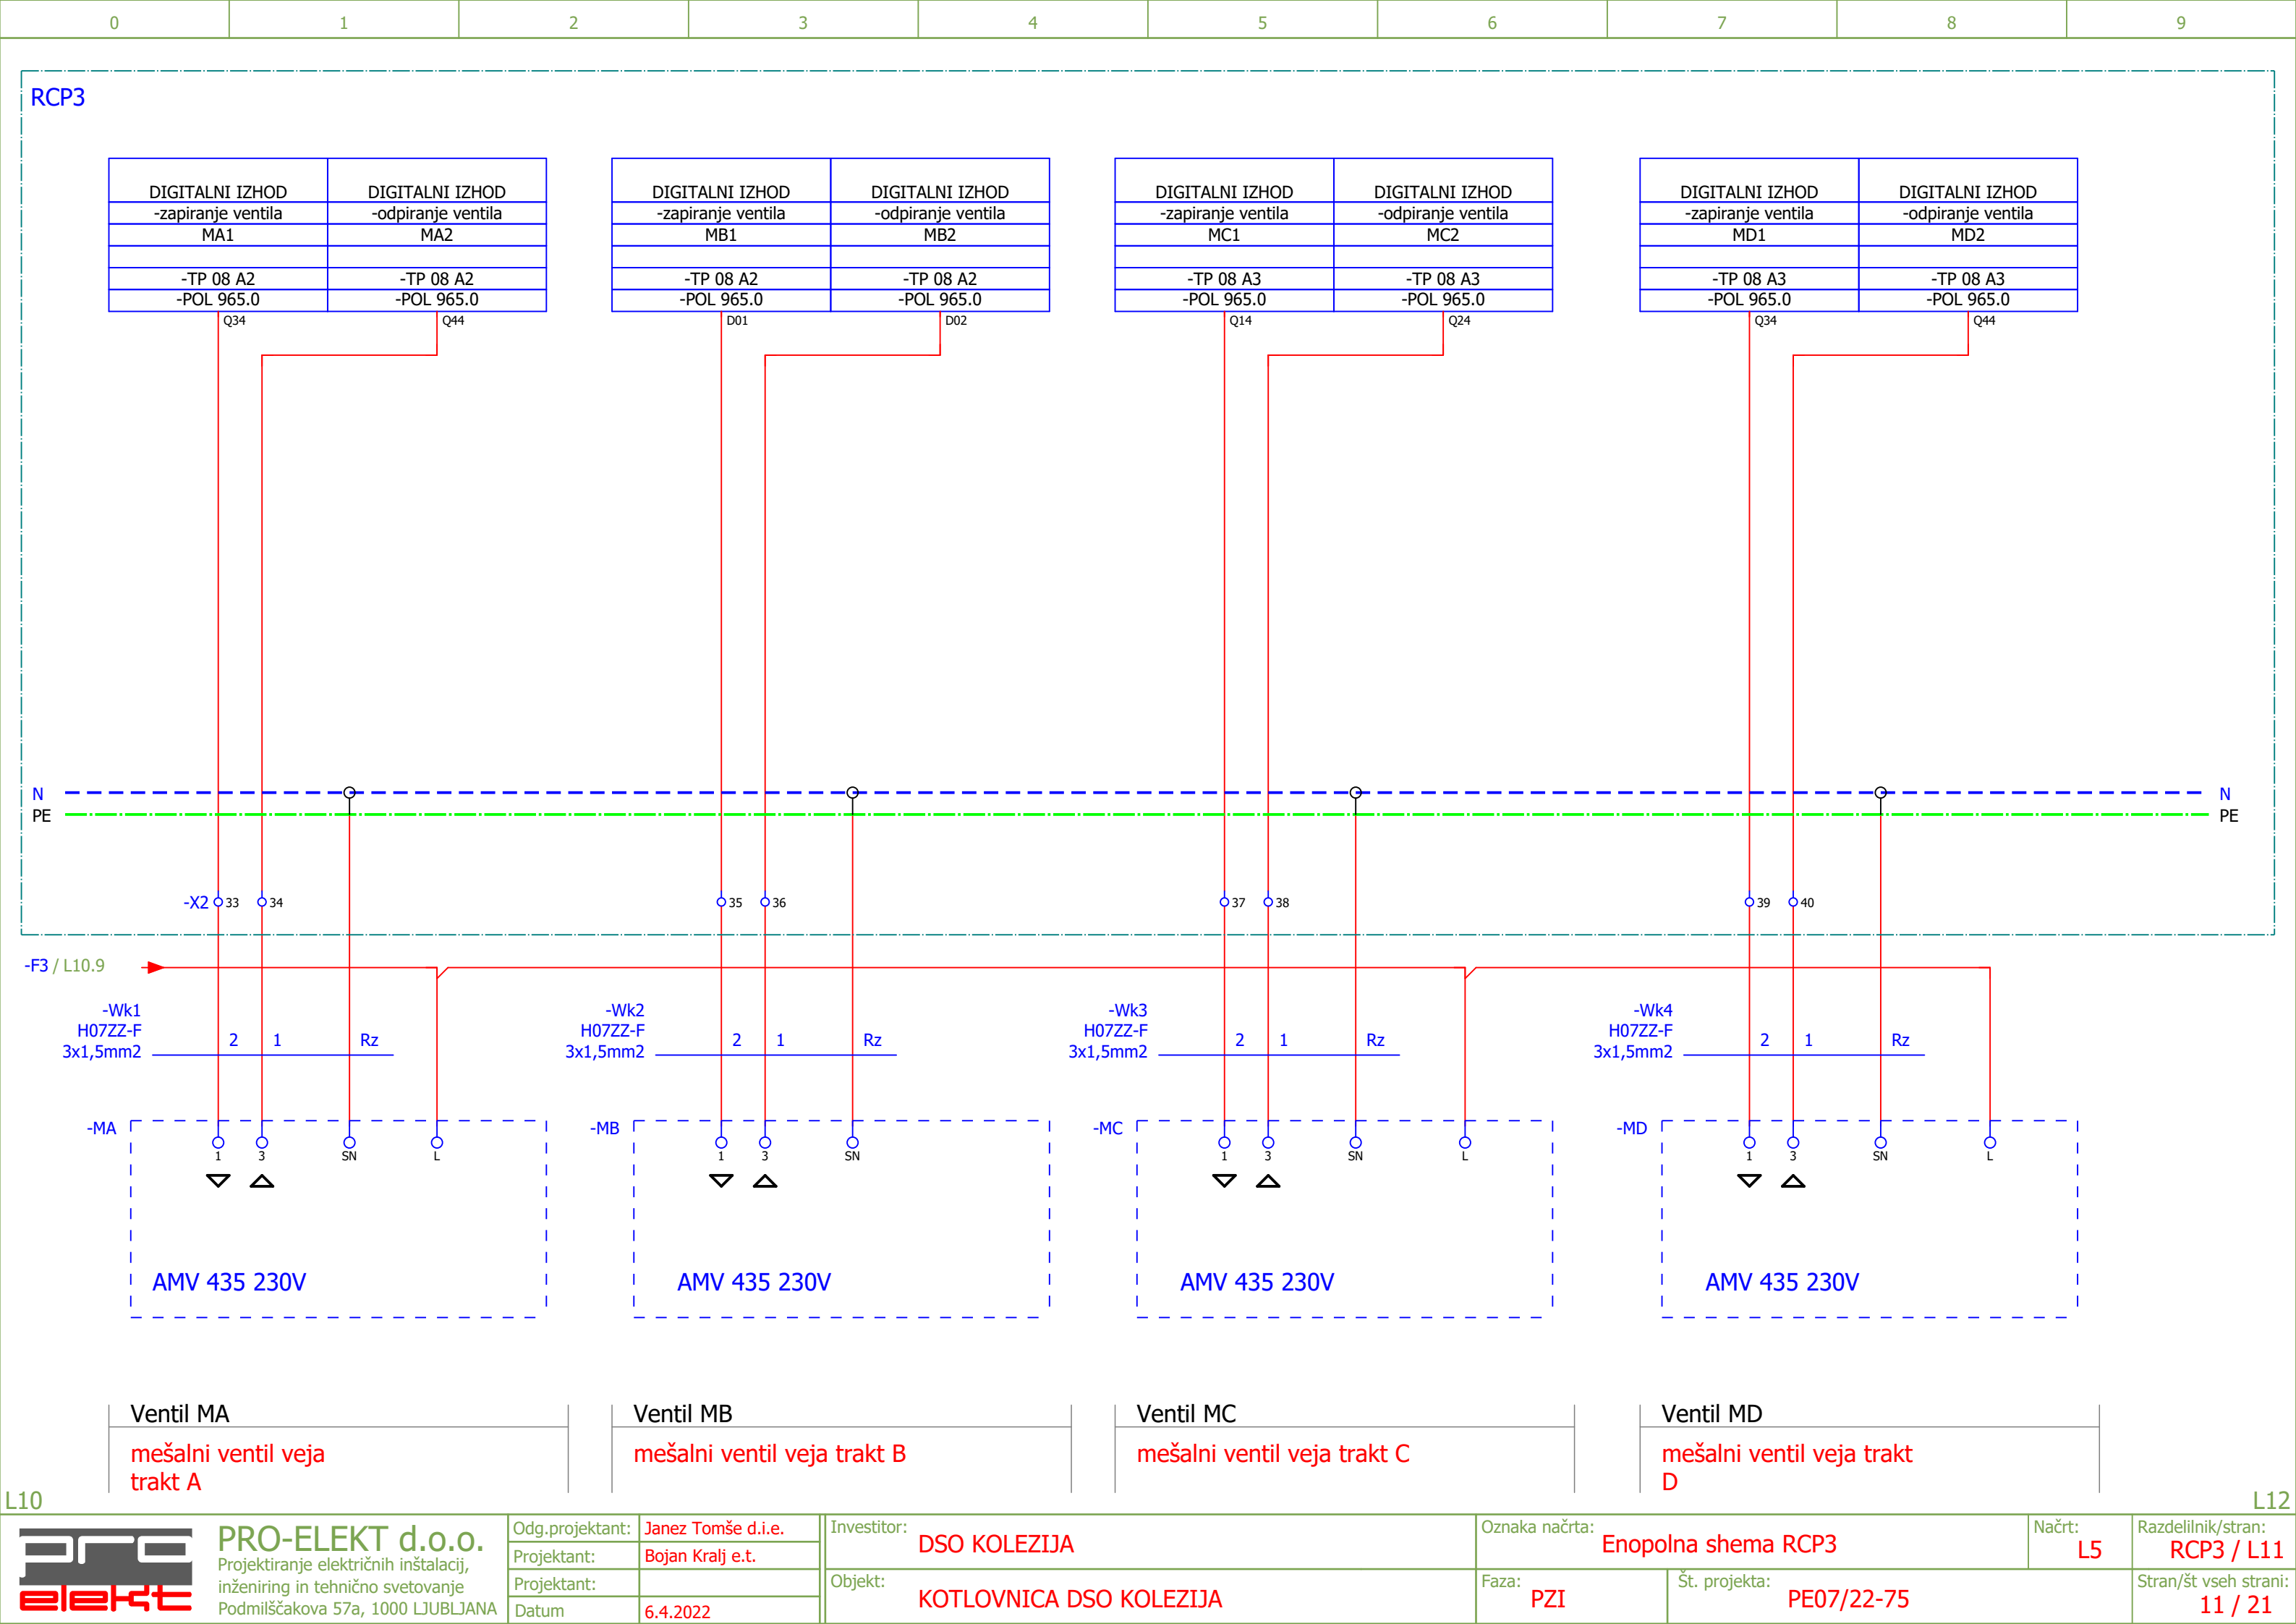 0 1 2 3 4 5 6 7 8 9
RCP3
DIGITALNI IZHOD DIGITALNI IZHOD DIGITALNI IZHOD DIGITALNI IZHOD DIGITALNI IZHOD DIGITALNI IZHOD DIGITALNI IZHOD DIGITALNI IZHOD
-zapiranje ventila -odpiranje ventila -zapiranje ventila -odpiranje ventila -zapiranje ventila -odpiranje ventila -zapiranje ventila -odpiranje ventila
MA1 MA2 MB1 MB2 MC1 MC2 MD1 MD2
-TP 08 A2 -TP 08 A2 -TP 08 A2 -TP 08 A2 -TP 08 A3 -TP 08 A3 -TP 08 A3 -TP 08 A3
-POL 965.0 -POL 965.0 -POL 965.0 -POL 965.0 -POL 965.0 -POL 965.0 -POL 965.0 -POL 965.0
Q34 Q44 D01 D02 Q14 Q24 Q34 Q44
N N
PE PE
-X2 33 34 35 36 37 38 39 40
-F3 / L10.9
-Wk1 -Wk2 -Wk3 -Wk4
H07ZZ-F H07ZZ-F H07ZZ-F H07ZZ-F
3x1,5mm2 2 1 Rz 3x1,5mm2 2 1 Rz 3x1,5mm2 2 1 Rz 3x1,5mm2 2 1 Rz
-MA -MB -MC -MD
1 3 SN L 1 3 SN 1 3 SN L 1 3 SN L
AMV 435 230V AMV 435 230V AMV 435 230V AMV 435 230V
Ventil MA Ventil MB Ventil MC Ventil MD
mešalni ventil veja mešalni ventil veja trakt B mešalni ventil veja trakt C mešalni ventil veja trakt
trakt A D
L10 L12
pro elekt
PRO-ELEKT d.o.o.
Projektiranje električnih inštalacij,
inženiring in tehnično svetovanje
Podmilščakova 57a, 1000 LJUBLJANA
Odg.projektant: Janez Tomše d.i.e.
Projektant: Bojan Kralj e.t.
Projektant:
Datum 6.4.2022
Investitor: DSO KOLEZIJA
Objekt: KOTLOVNICA DSO KOLEZIJA
Oznaka načrta: Enopolna shema RCP3
Faza: PZI
Št. projekta: PE07/22-75
Načrt: L5
Razdelilnik/stran: RCP3 / L11
Stran/št vseh strani: 11 / 21